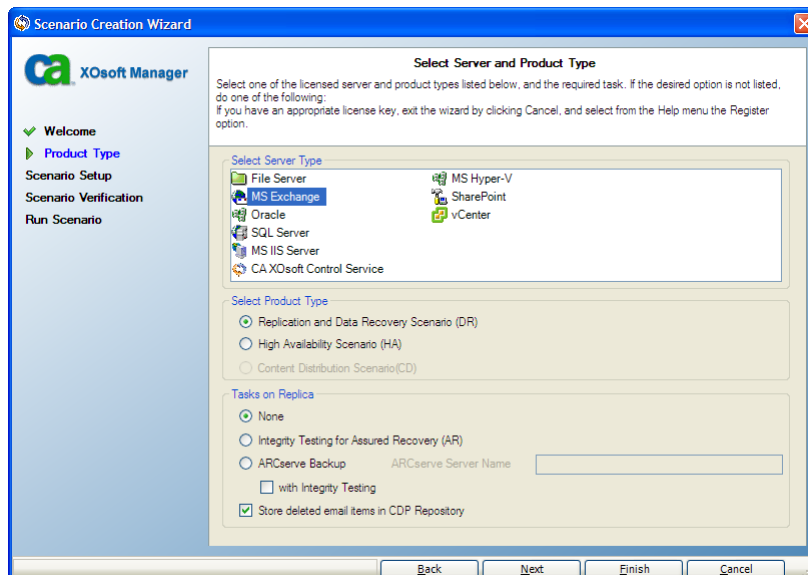 Scenario Creation Wizard
ca
XOsoft Manager
Welcome
Product Type
Scenario Setup
Scenario Verification
Run Scenario
Select Server and Product Type
Select one of the licensed server and product types listed below, and the required task. If the desired option is not listed,
do one of the following:
If you have an appropriate license key, exit the wizard by clicking Cancel, and select from the Help menu the Register
option.
Select Server Type
File Server
MS Exchange
Oracle
SQL Server
MS IIS Server
CA XOsoft Control Service
MS Hyper-V
SharePoint
vCenter
Select Product Type
Replication and Data Recovery Scenario (DR)
High Availability Scenario (HA)
Content Distribution Scenario(CD)
Tasks on Replica
None
Integrity Testing for Assured Recovery (AR)
ARCserve Backup ARCserve Server Name
with Integrity Testing
Store deleted email items in CDP Repository
Back Next Finish Cancel